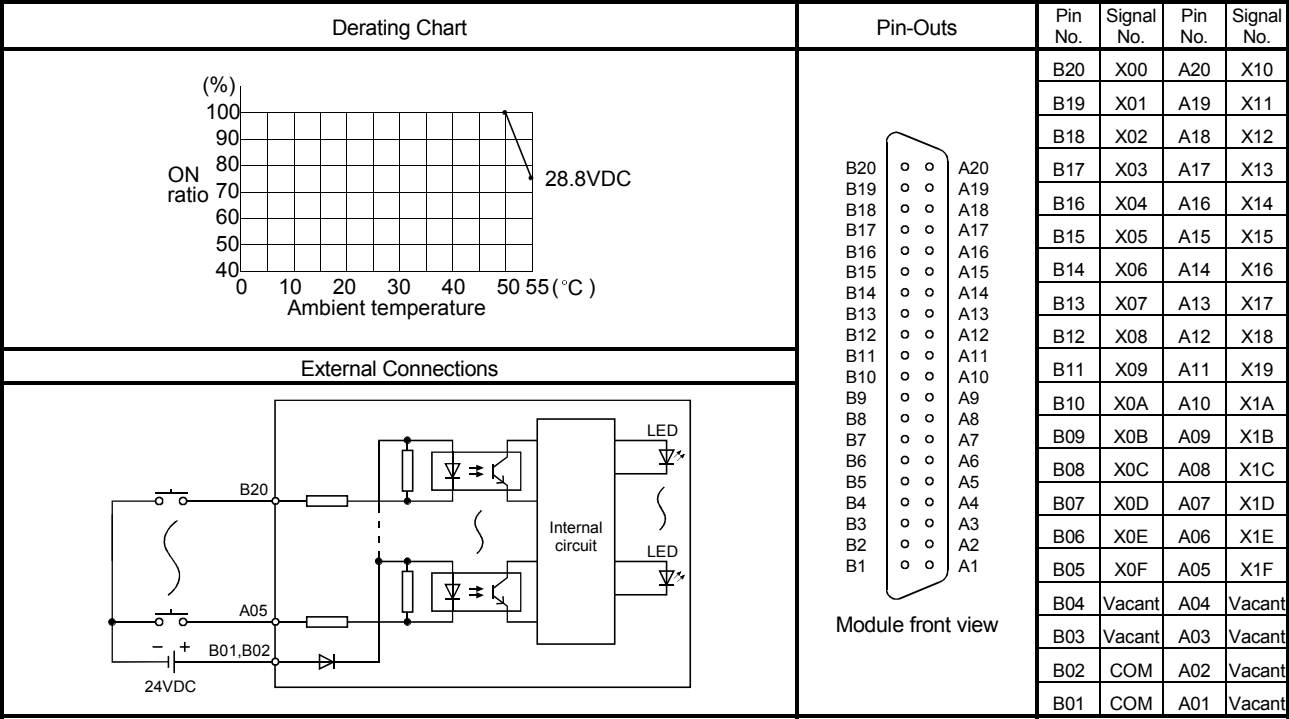 Derating Chart
(%)
100
90
80
70
60
50
40
ON
ratio
28.8VDC
0 10 20 30 40 50 55 (°C )
Ambient temperature
External Connections
B20
A05
B01,B02
− +
24VDC
Internal
circuit
LED
LED
Pin-Outs
B20 A20
B19 A19
B18 A18
B17 A17
B16 A16
B15 A15
B14 A14
B13 A13
B12 A12
B11 A11
B10 A10
B9 A9
B8 A8
B7 A7
B6 A6
B5 A5
B4 A4
B3 A3
B2 A2
B1 A1
Module front view
Pin No. Signal No. Pin No. Signal No.
B20 X00 A20 X10
B19 X01 A19 X11
B18 X02 A18 X12
B17 X03 A17 X13
B16 X04 A16 X14
B15 X05 A15 X15
B14 X06 A14 X16
B13 X07 A13 X17
B12 X08 A12 X18
B11 X09 A11 X19
B10 X0A A10 X1A
B09 X0B A09 X1B
B08 X0C A08 X1C
B07 X0D A07 X1D
B06 X0E A06 X1E
B05 X0F A05 X1F
B04 Vacant A04 Vacant
B03 Vacant A03 Vacant
B02 COM A02 Vacant
B01 COM A01 Vacant